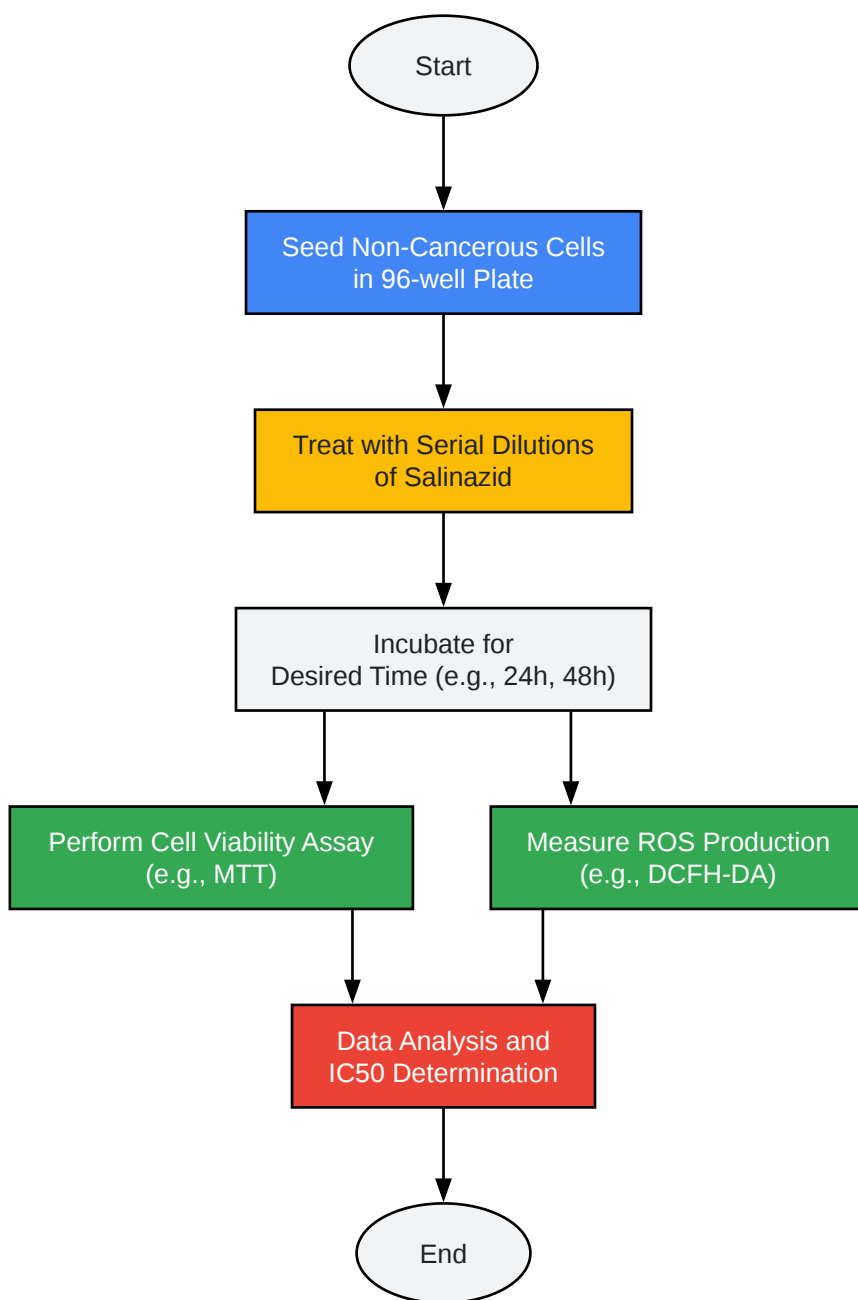 Start
Seed Non-Cancerous Cells
in 96-well Plate
Treat with Serial Dilutions
of Salinazid
Incubate for
Desired Time (e.g., 24h, 48h)
Perform Cell Viability Assay
(e.g., MTT)
Measure ROS Production
(e.g., DCFH-DA)
Data Analysis and
IC50 Determination
End